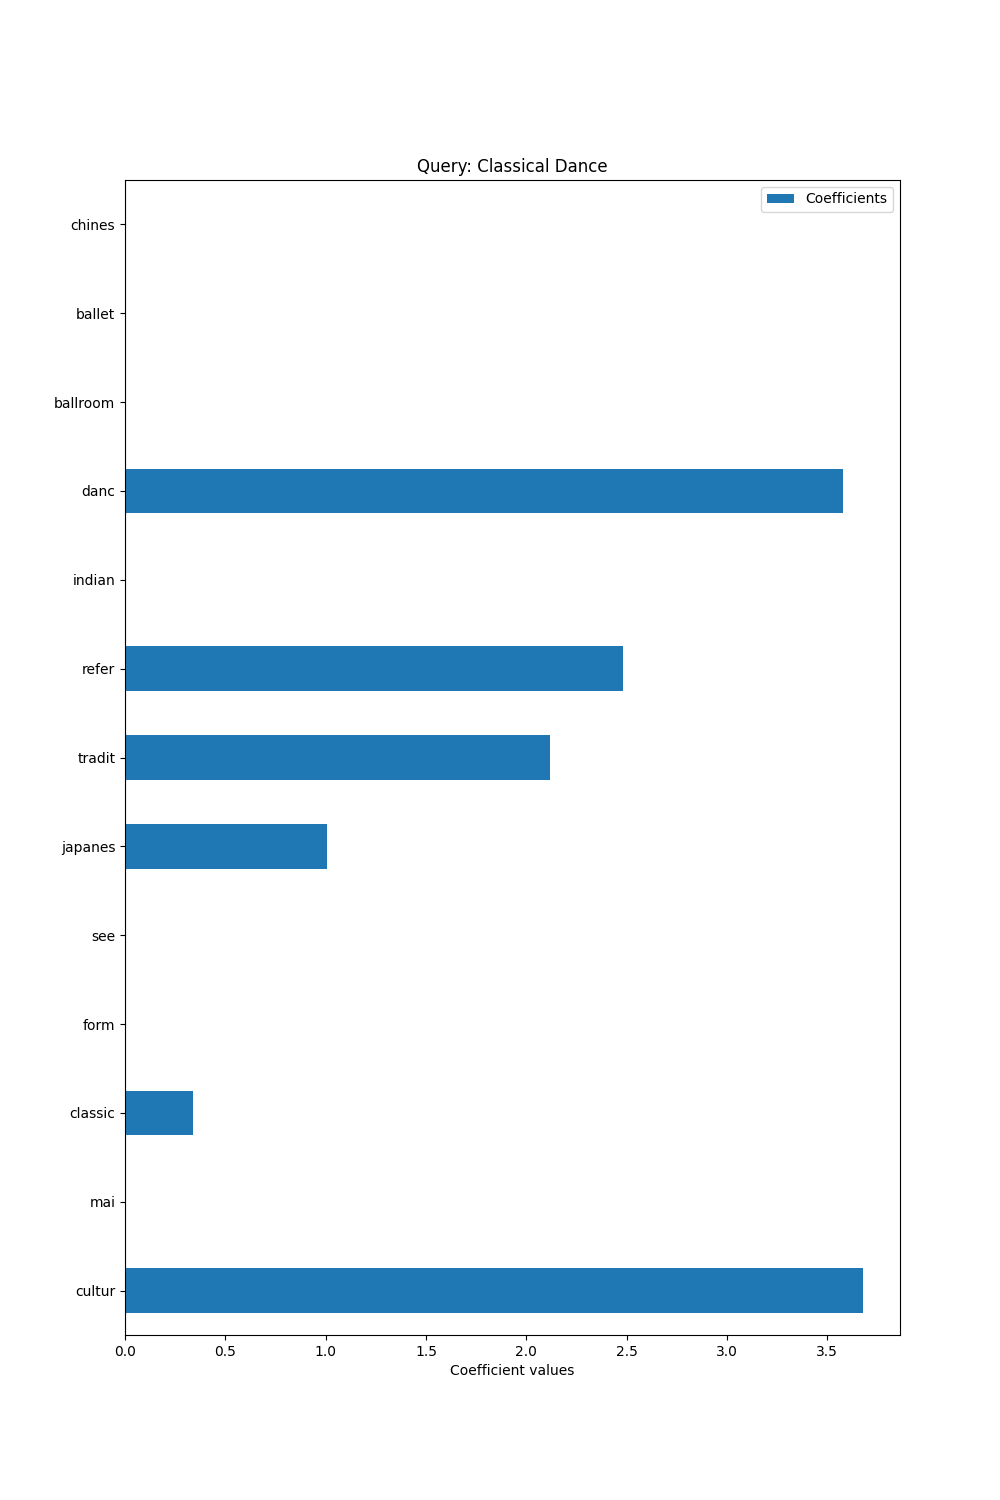 Query: Classical Dance
Coefficients
chines
ballet
ballroom
danc
indian
refer
tradit
japanes
see
form
classic
mai
cultur
0.0 0.5 1.0 1.5 2.0 2.5 3.0 3.5
Coefficient values